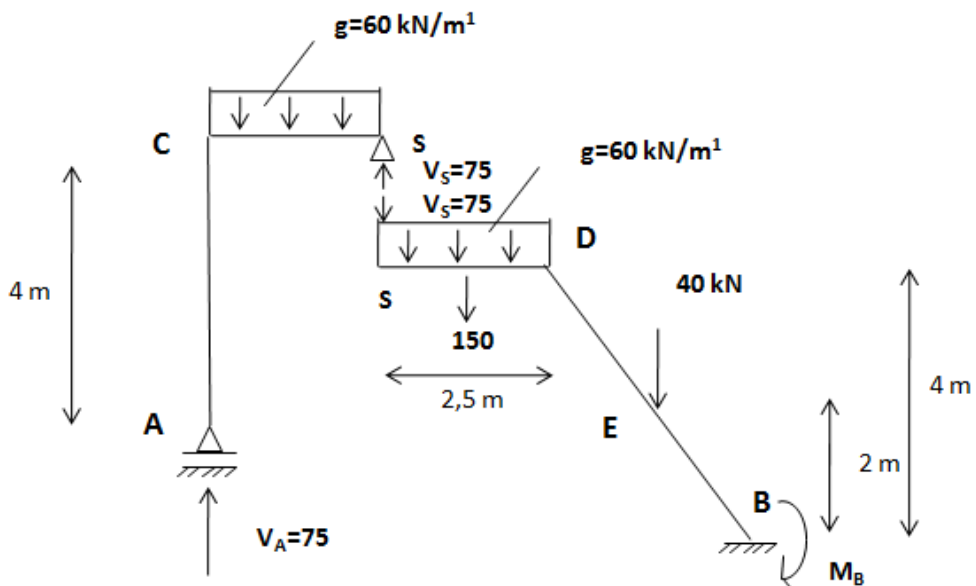 g=60 kN/m¹
C
S
V_S=75
V_S=75
g=60 kN/m¹
D
4 m
S
40 kN
150
2,5 m
4 m
A
E
2 m
B
V_A=75
M_B